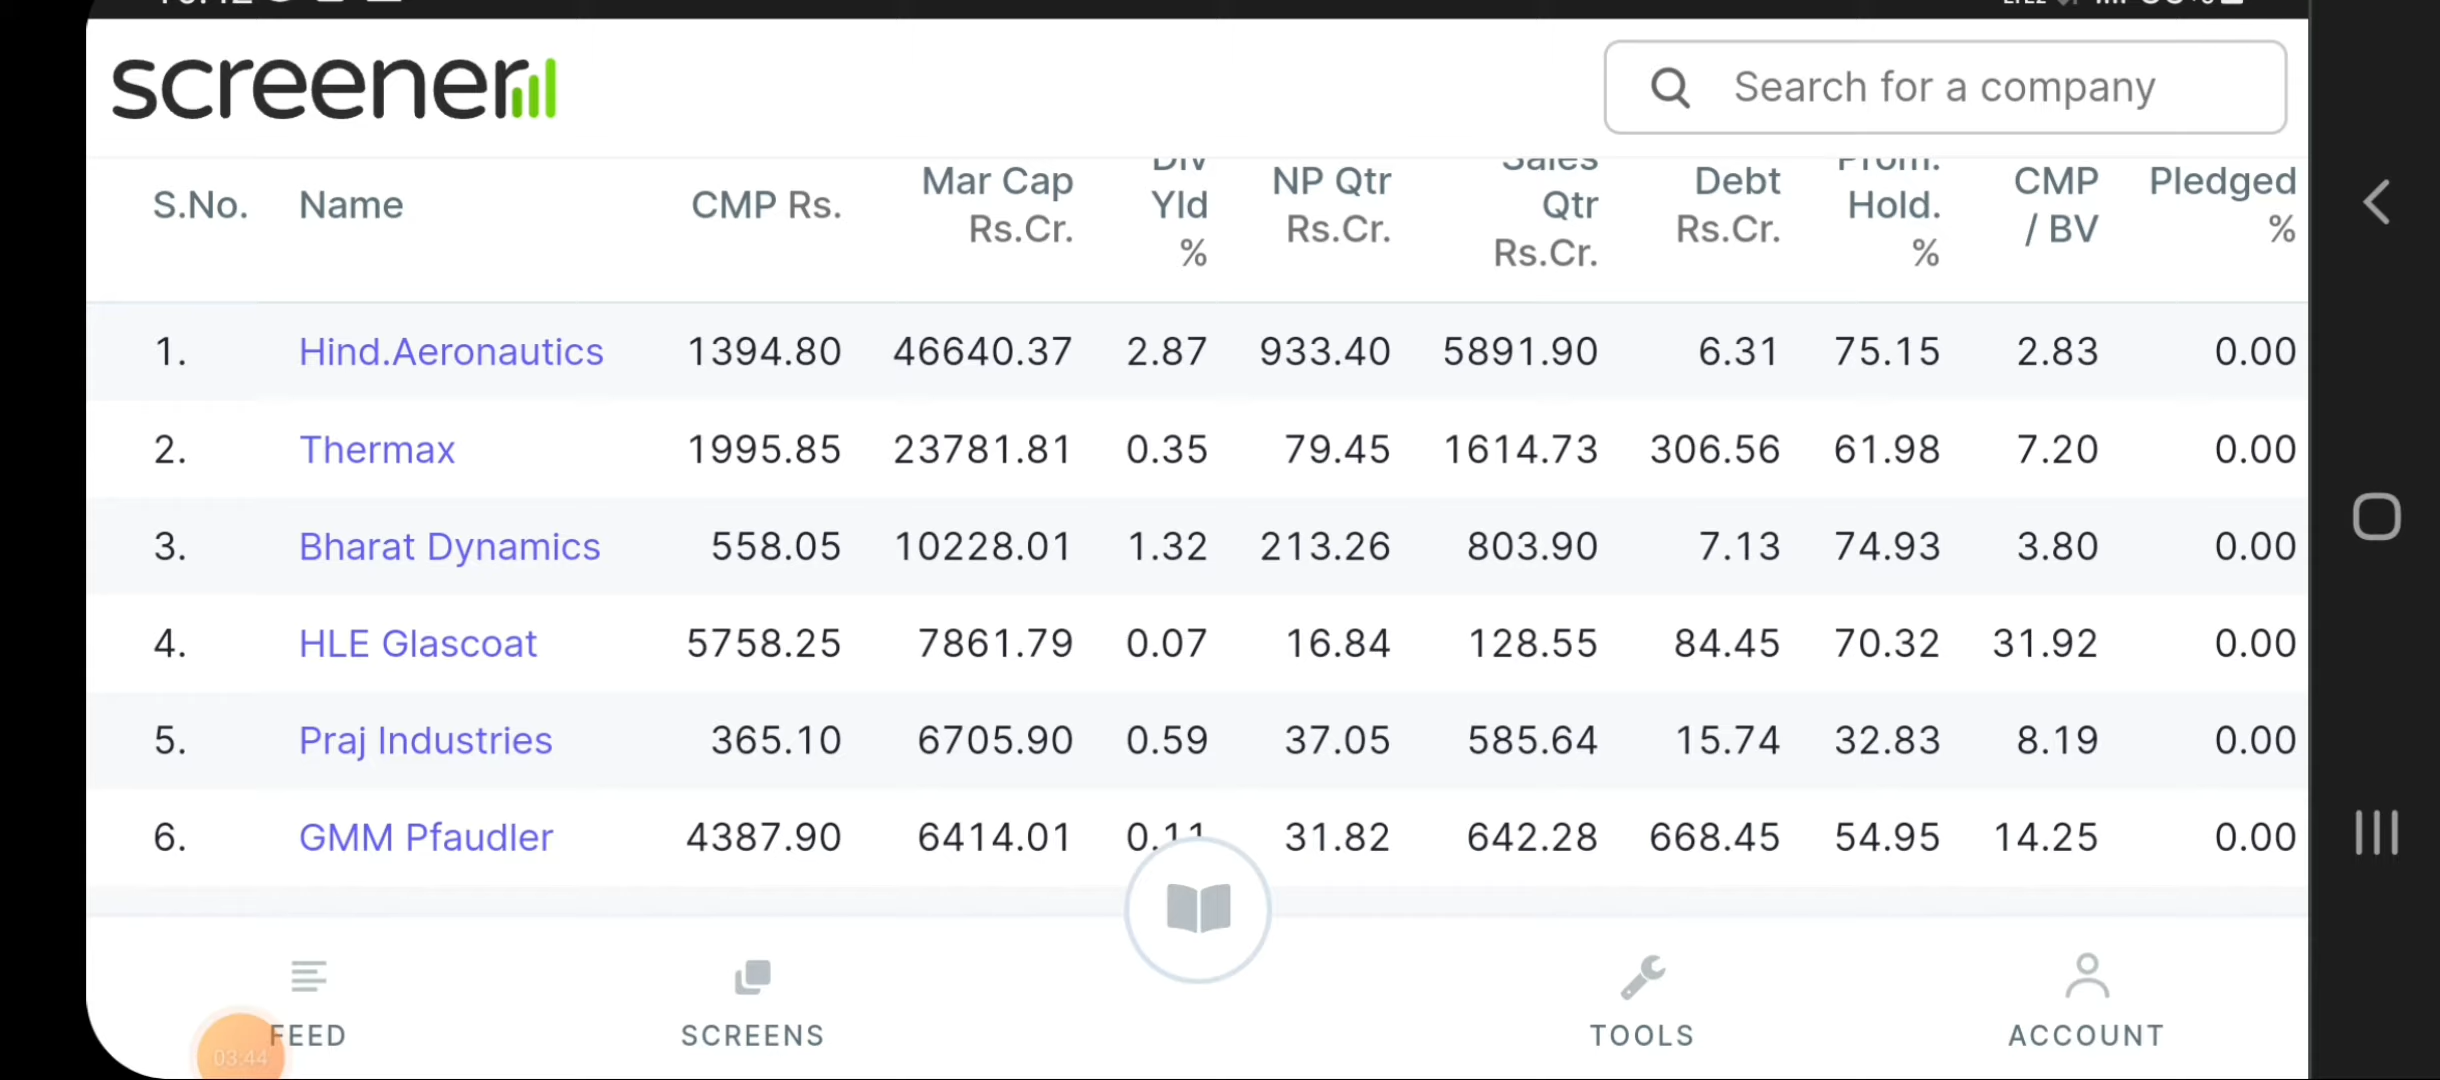 screener
Search for a company
S.No. Name CMP Rs. Mar Cap Rs.Cr. Div Yld % NP Qtr Rs.Cr. Sales Qtr Rs.Cr. Debt Rs.Cr. Prom. Hold. % CMP / BV Pledged %
1. Hind.Aeronautics 1394.80 46640.37 2.87 933.40 5891.90 6.31 75.15 2.83 0.00
2. Thermax 1995.85 23781.81 0.35 79.45 1614.73 306.56 61.98 7.20 0.00
3. Bharat Dynamics 558.05 10228.01 1.32 213.26 803.90 7.13 74.93 3.80 0.00
4. HLE Glascoat 5758.25 7861.79 0.07 16.84 128.55 84.45 70.32 31.92 0.00
5. Praj Industries 365.10 6705.90 0.59 37.05 585.64 15.74 32.83 8.19 0.00
6. GMM Pfaudler 4387.90 6414.01 0.11 31.82 642.28 668.45 54.95 14.25 0.00
FEED SCREENS TOOLS ACCOUNT
03:44